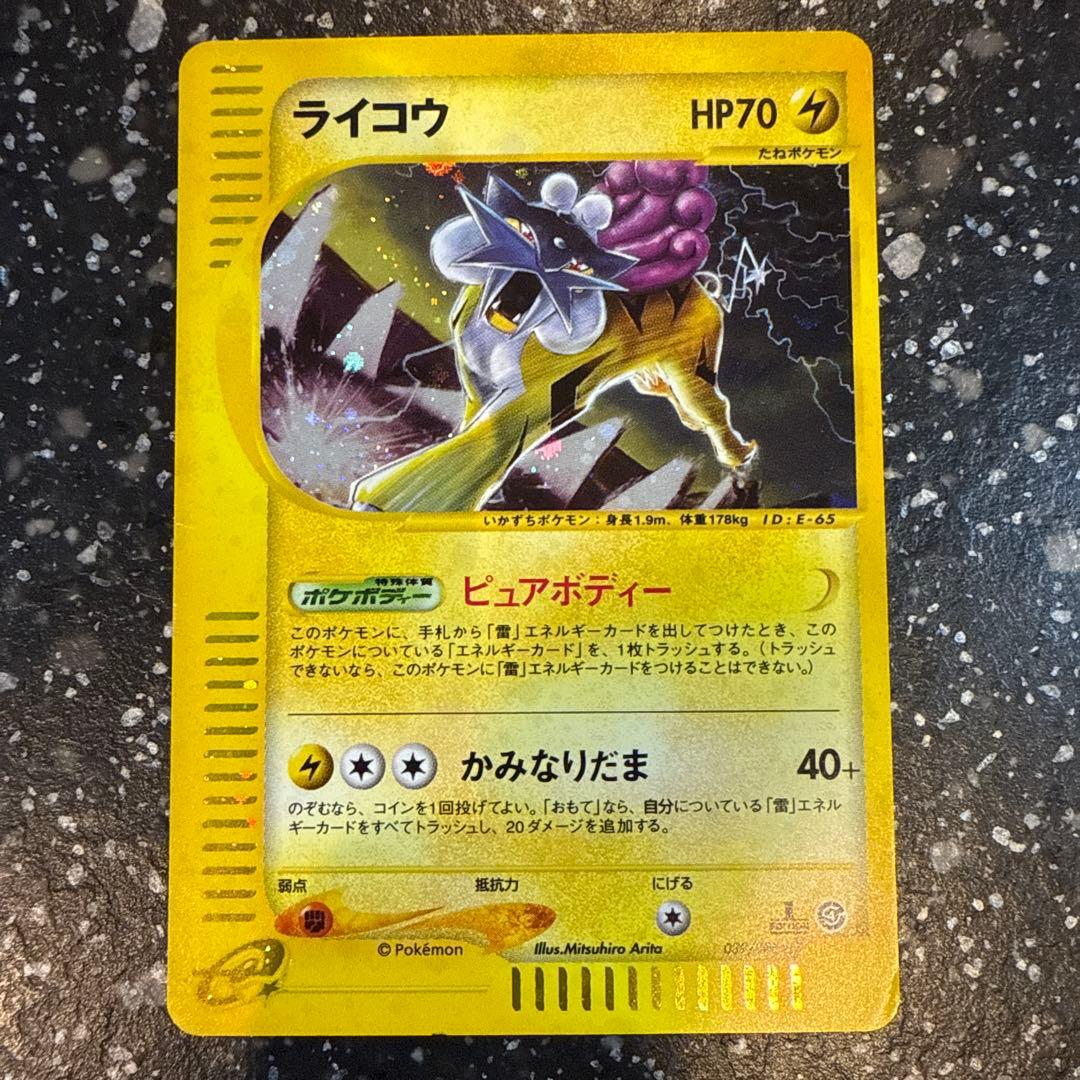 ライコウ HP70
たねポケモン
いかずちポケモン：身長1.9m、体重178kg ID:E-65
特殊体質
ポケボディー ピュアボディー
このポケモンに、手札から「雷」エネルギーカードを出してつけたとき、この
ポケモンについている「エネルギーカード」を、1枚トラッシュする。（トラッシュ
できないなら、このポケモンに「雷」エネルギーカードをつけることはできない。）
かみなりだま 40+
のぞむなら、コインを1回投げてよい。「おもて」なら、自分についている「雷」エネル
ギーカードをすべてトラッシュし、20ダメージを追加する。
弱点 抵抗力 にげる
1 EDITION
©Pokémon Illus.Mitsuhiro Arita